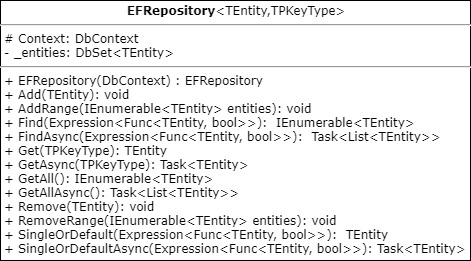 EFRepository<TEntity,TPKeyType>
# Context: DbContext
- _entities: DbSet<TEntity>
+ EFRepository(DbContext) : EFRepository
+ Add(TEntity): void
+ AddRange(IEnumerable<TEntity> entities): void
+ Find(Expression<Func<TEntity, bool>>):  IEnumerable<TEntity>
+ FindAsync(Expression<Func<TEntity, bool>>):  Task<List<TEntity>>
+ Get(TPKeyType): TEntity
+ GetAsync(TPKeyType): Task<TEntity>
+ GetAll(): IEnumerable<TEntity>
+ GetAllAsync(): Task<List<TEntity>>
+ Remove(TEntity): void
+ RemoveRange(IEnumerable<TEntity> entities): void
+ SingleOrDefault(Expression<Func<TEntity, bool>>):  TEntity
+ SingleOrDefaultAsync(Expression<Func<TEntity, bool>>): Task<TEntity>